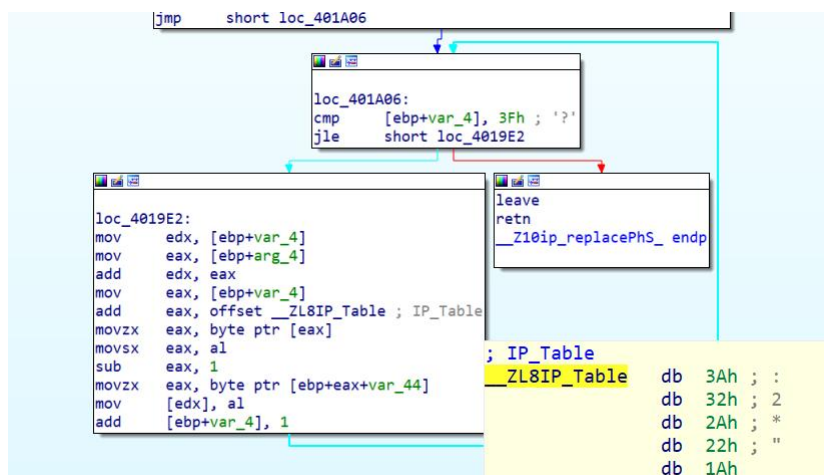 jmp     short loc_401A06
loc_401A06:
cmp     [ebp+var_4], 3Fh ; '?'
jle     short loc_4019E2
loc_4019E2:
mov     edx, [ebp+var_4]
mov     eax, [ebp+arg_4]
add     edx, eax
mov     eax, [ebp+var_4]
add     eax, offset __ZL8IP_Table ; IP_Table
movzx   eax, byte ptr [eax]
movsx   eax, al
sub     eax, 1
movzx   eax, byte ptr [ebp+eax+var_44]
mov     [edx], al
add     [ebp+var_4], 1
leave
retn
__Z10ip_replacePhS_ endp
; IP_Table
__ZL8IP_Table   db  3Ah ; :
db  32h ; 2
db  2Ah ; *
db  22h ; "
db  1Ah